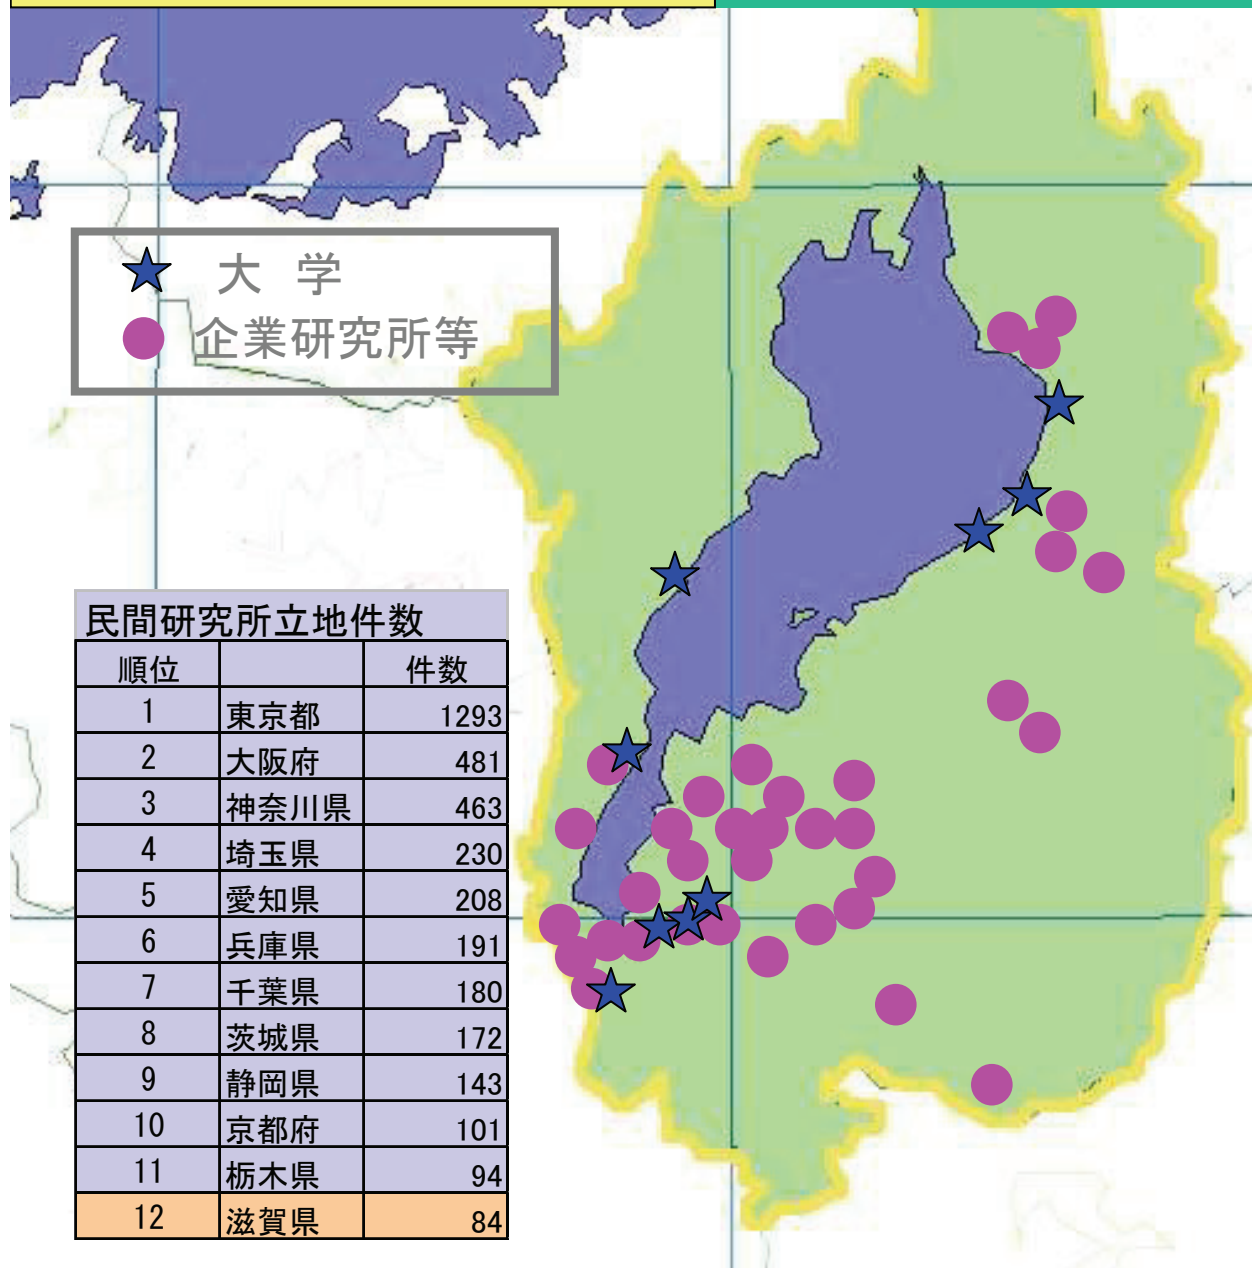 大 学
企業研究所等
民間研究所立地件数
順位 件数
1 東京都 1293
2 大阪府 481
3 神奈川県 463
4 埼玉県 230
5 愛知県 208
6 兵庫県 191
7 千葉県 180
8 茨城県 172
9 静岡県 143
10 京都府 101
11 栃木県 94
12 滋賀県 84